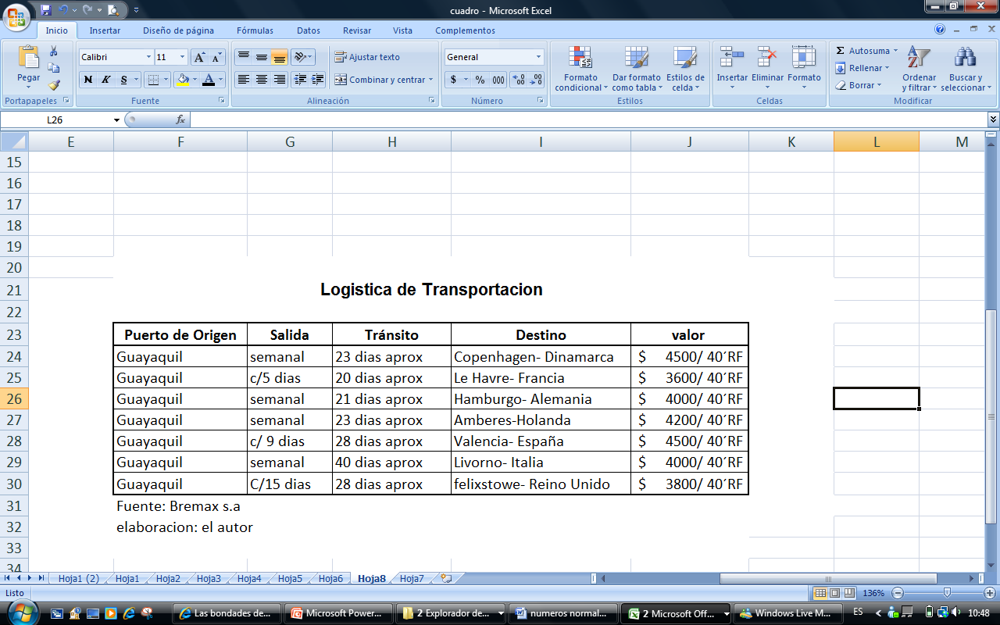 cuadro - Microsoft Excel
Inicio Insertar Diseño de página Fórmulas Datos Revisar Vista Complementos
Pegar
Portapapeles
Calibri 11
N K S
Fuente
Ajustar texto
Combinar y centrar
Alineación
General
$ % 000
Número
Formato condicional
Dar formato como tabla
Estilos de celda
Estilos
Insertar Eliminar Formato
Celdas
Autosuma
Rellenar
Borrar
Ordenar y filtrar
Buscar y seleccionar
Modificar
L26 fx
E F G H I J K L M
15
16
17
18
19
20
21 Logistica de Transportacion
22
23 Puerto de Origen Salida Tránsito Destino valor
24 Guayaquil semanal 23 dias aprox Copenhagen- Dinamarca $ 4500/ 40´RF
25 Guayaquil c/5 dias 20 dias aprox Le Havre- Francia $ 3600/ 40´RF
26 Guayaquil semanal 21 dias aprox Hamburgo- Alemania $ 4000/ 40´RF
27 Guayaquil semanal 23 dias aprox Amberes-Holanda $ 4200/ 40´RF
28 Guayaquil c/ 9 dias 28 dias aprox Valencia- España $ 4500/ 40´RF
29 Guayaquil semanal 40 dias aprox Livorno- Italia $ 4000/ 40´RF
30 Guayaquil C/15 dias 28 dias aprox felixstowe- Reino Unido $ 3800/ 40´RF
31 Fuente: Bremax s.a
32 elaboracion: el autor
33
34
Hoja1 (2) Hoja1 Hoja2 Hoja3 Hoja4 Hoja5 Hoja6 Hoja8 Hoja7
Listo 136%
Las bondades de... Microsoft Power... 2 Explorador de... numeros normal... 2 Microsoft Off... Windows Live M... ES 10:48